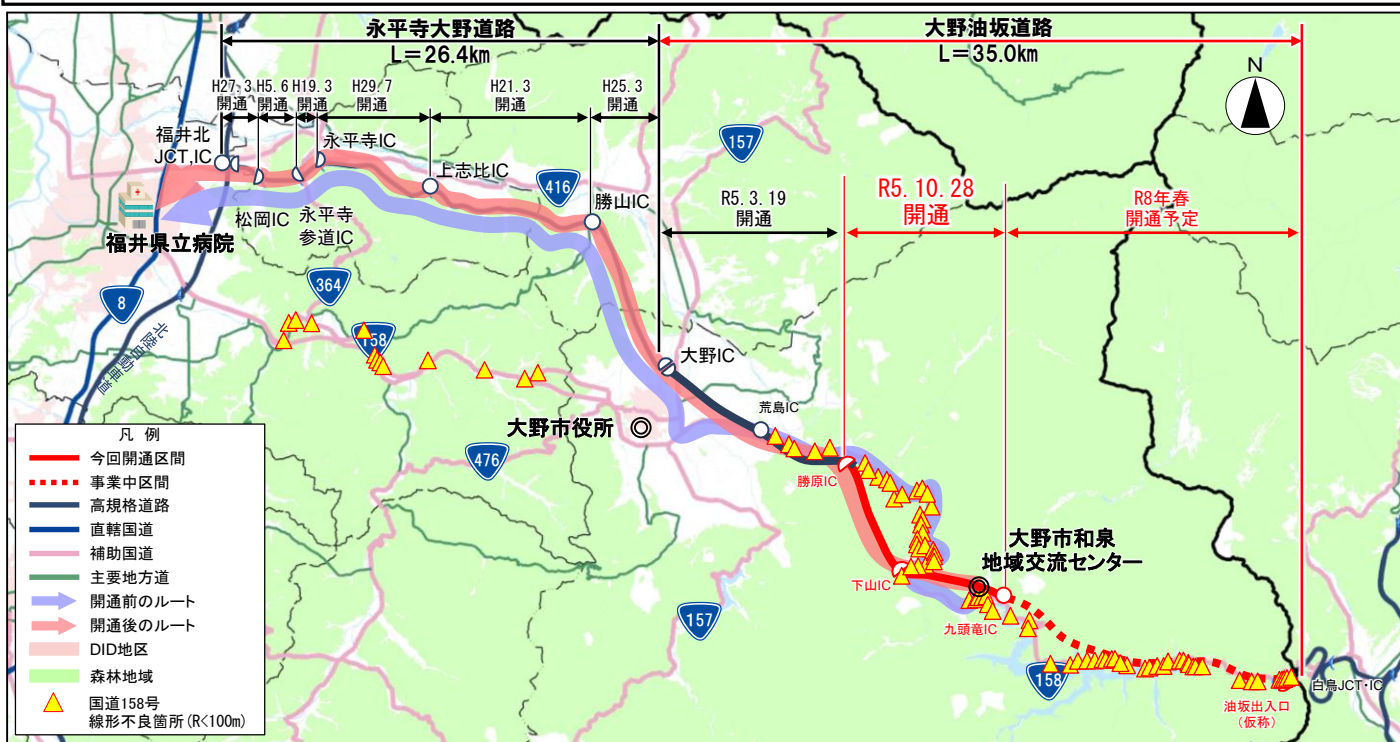 永平寺大野道路
L=26.4km
大野油坂道路
L=35.0km
H27.3
開通
H5.6
開通
H19.3
開通
H29.7
開通
H21.3
開通
H25.3
開通
N
福井北
JCT,IC
永平寺IC
上志比IC
416
勝山IC
157
R5.3.19
開通
R5.10.28
開通
R8年春
開通予定
松岡IC
永平寺
参道IC
福井県立病院
8
364
158
北陸自動車道
大野IC
荒島IC
大野市役所
476
勝原IC
大野市和泉
地域交流センター
下山IC
九頭竜IC
157
158
油坂出入口
(仮称)
白鳥JCT・IC
凡 例
今回開通区間
事業中区間
高規格道路
直轄国道
補助国道
主要地方道
開通前のルート
開通後のルート
DID地区
森林地域
国道158号
線形不良箇所(R<100m)